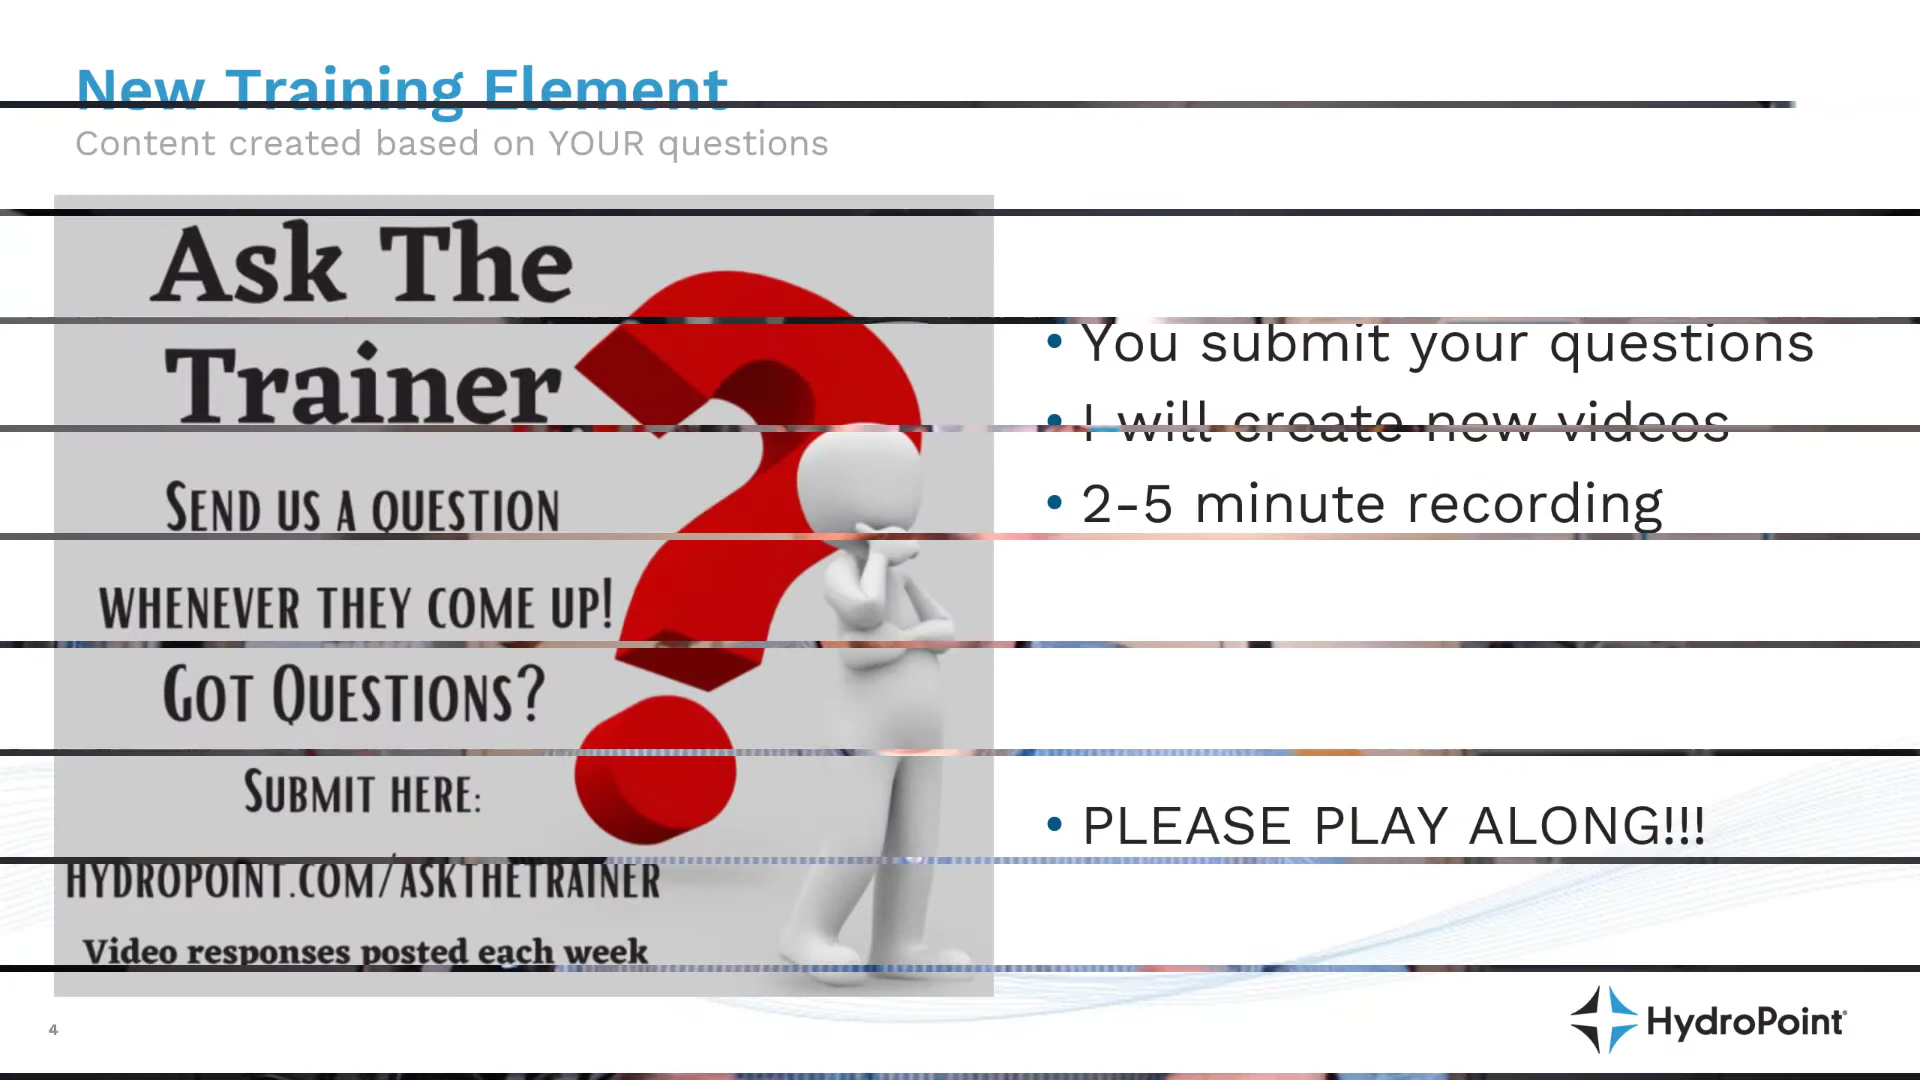 New Training Element
Content created based on YOUR questions
Ask The
Trainer
SEND US A QUESTION
WHENEVER THEY COME UP!
GOT QUESTIONS?
SUBMIT HERE:
HYDROPOINT.COM/ASKTHETRAINER
Video responses posted each week
• You submit your questions
• I will create new videos
• 2-5 minute recording
• PLEASE PLAY ALONG!!!
4
HydroPoint